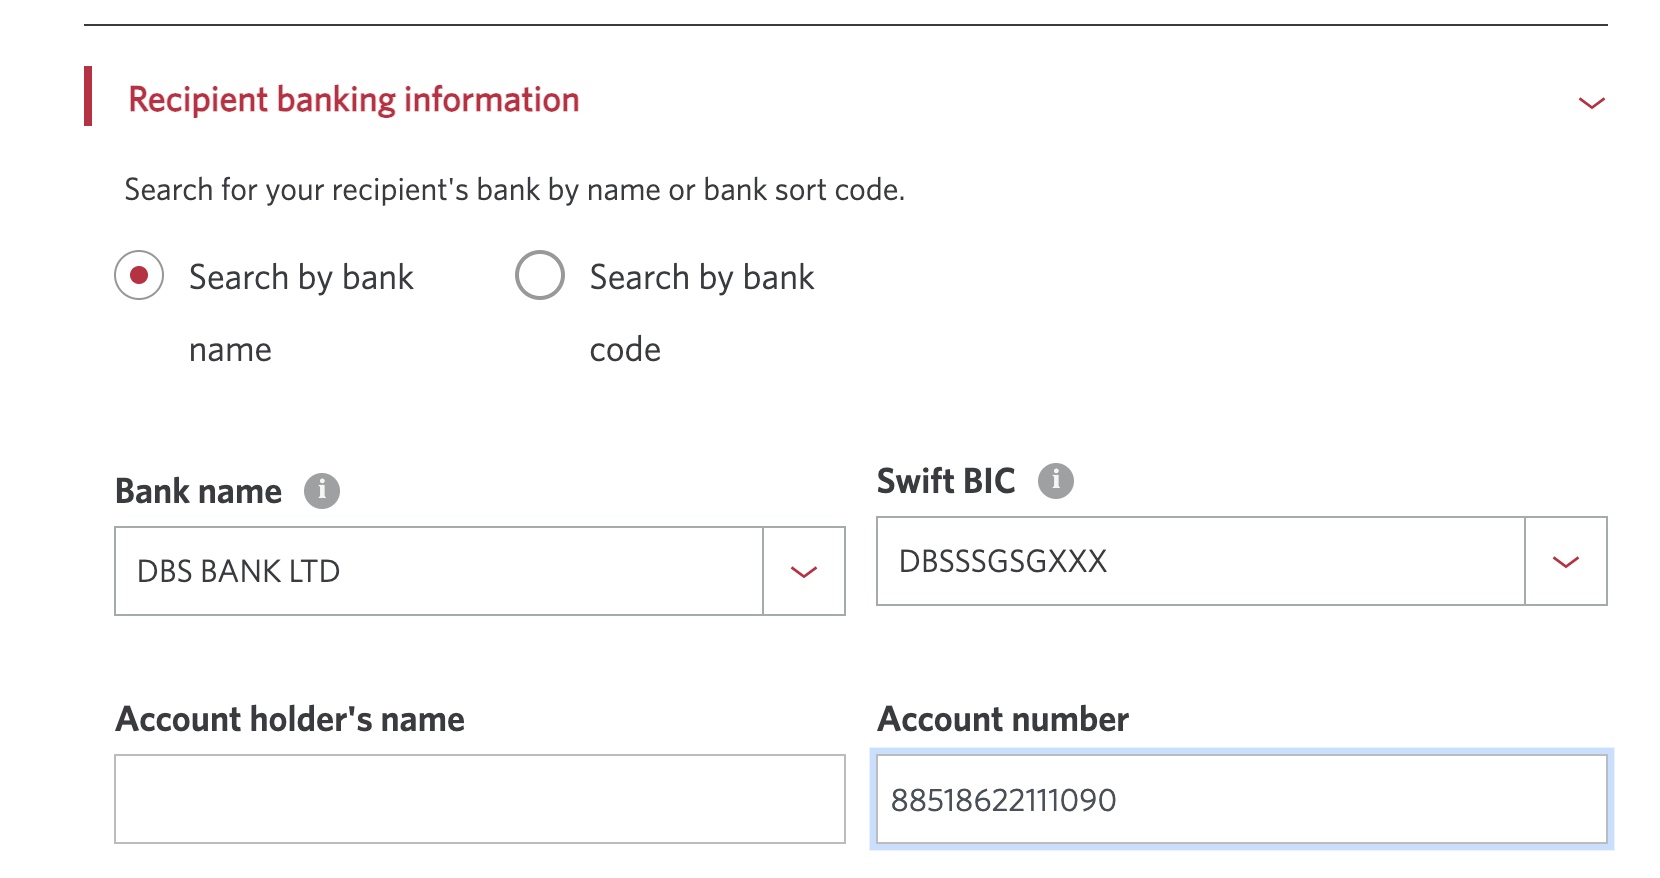 Recipient banking information
Search for your recipient's bank by name or bank sort code.
Search by bank name
Search by bank code
Bank name i
Swift BIC i
DBS BANK LTD
DBSSSGSGXXX
Account holder's name
Account number
88518622111090